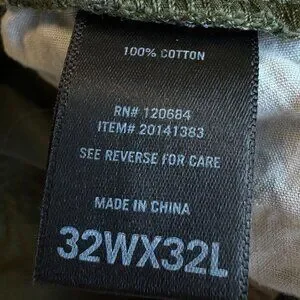 100% COTTON
RN# 120684
ITEM# 20141383
SEE REVERSE FOR CARE
MADE IN CHINA
32WX32L